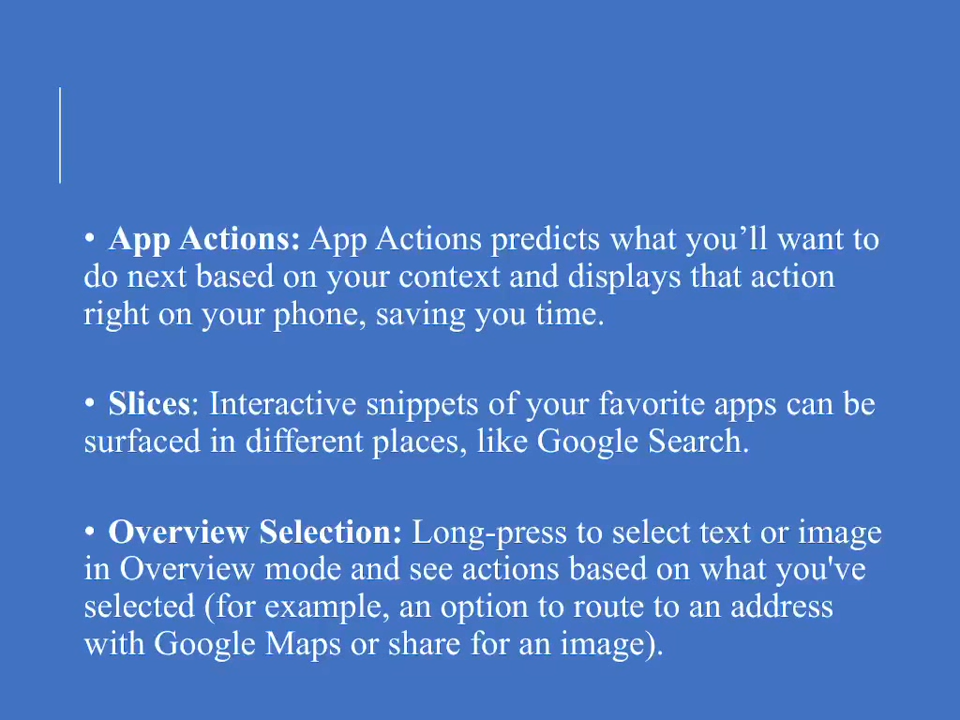 • App Actions: App Actions predicts what you’ll want to
do next based on your context and displays that action
right on your phone, saving you time.
• Slices: Interactive snippets of your favorite apps can be
surfaced in different places, like Google Search.
• Overview Selection: Long-press to select text or image
in Overview mode and see actions based on what you've
selected (for example, an option to route to an address
with Google Maps or share for an image).